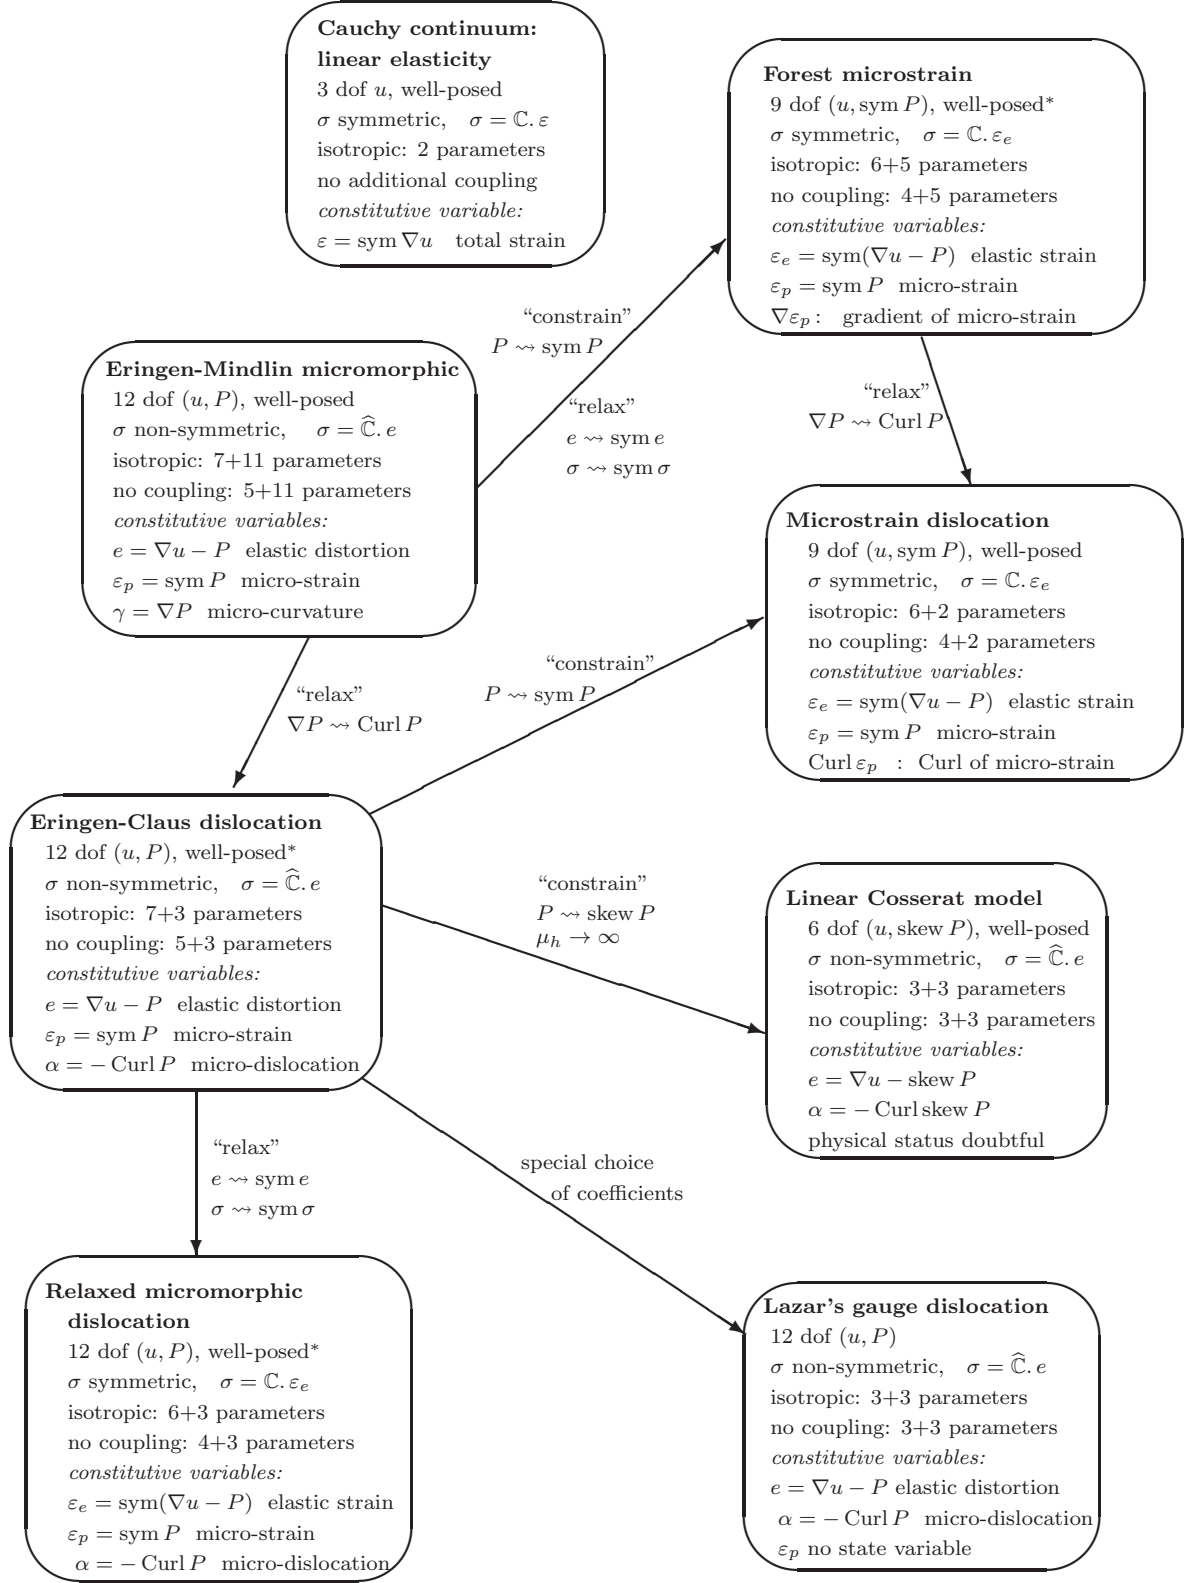 Cauchy continuum:
linear elasticity
3 dof u, well-posed
σ symmetric, σ = ℂ. ε
isotropic: 2 parameters
no additional coupling
constitutive variable:
ε = sym ∇u total strain
Forest microstrain
9 dof (u, sym P), well-posed*
σ symmetric, σ = ℂ. εₑ
isotropic: 6+5 parameters
no coupling: 4+5 parameters
constitutive variables:
εₑ = sym(∇u − P) elastic strain
εₚ = sym P micro-strain
∇εₚ : gradient of micro-strain
“constrain”
P ⇝ sym P
“relax”
e ⇝ sym e
σ ⇝ sym σ
“relax”
∇P ⇝ Curl P
Eringen-Mindlin micromorphic
12 dof (u, P), well-posed
σ non-symmetric, σ = ℂ̂. e
isotropic: 7+11 parameters
no coupling: 5+11 parameters
constitutive variables:
e = ∇u − P elastic distortion
εₚ = sym P micro-strain
γ = ∇P micro-curvature
Microstrain dislocation
9 dof (u, sym P), well-posed
σ symmetric, σ = ℂ. εₑ
isotropic: 6+2 parameters
no coupling: 4+2 parameters
constitutive variables:
εₑ = sym(∇u − P) elastic strain
εₚ = sym P micro-strain
Curl εₚ : Curl of micro-strain
“relax”
∇P ⇝ Curl P
“constrain”
P ⇝ sym P
Eringen-Claus dislocation
12 dof (u, P), well-posed*
σ non-symmetric, σ = ℂ̂. e
isotropic: 7+3 parameters
no coupling: 5+3 parameters
constitutive variables:
e = ∇u − P elastic distortion
εₚ = sym P micro-strain
α = − Curl P micro-dislocation
“constrain”
P ⇝ skew P
μₕ → ∞
Linear Cosserat model
6 dof (u, skew P), well-posed
σ non-symmetric, σ = ℂ̂. e
isotropic: 3+3 parameters
no coupling: 3+3 parameters
constitutive variables:
e = ∇u − skew P
α = − Curl skew P
physical status doubtful
“relax”
e ⇝ sym e
σ ⇝ sym σ
special choice
of coefficients
Relaxed micromorphic
dislocation
12 dof (u, P), well-posed*
σ symmetric, σ = ℂ. εₑ
isotropic: 6+3 parameters
no coupling: 4+3 parameters
constitutive variables:
εₑ = sym(∇u − P) elastic strain
εₚ = sym P micro-strain
α = − Curl P micro-dislocation
Lazar's gauge dislocation
12 dof (u, P)
σ non-symmetric, σ = ℂ̂. e
isotropic: 3+3 parameters
no coupling: 3+3 parameters
constitutive variables:
e = ∇u − P elastic distortion
α = − Curl P micro-dislocation
εₚ no state variable